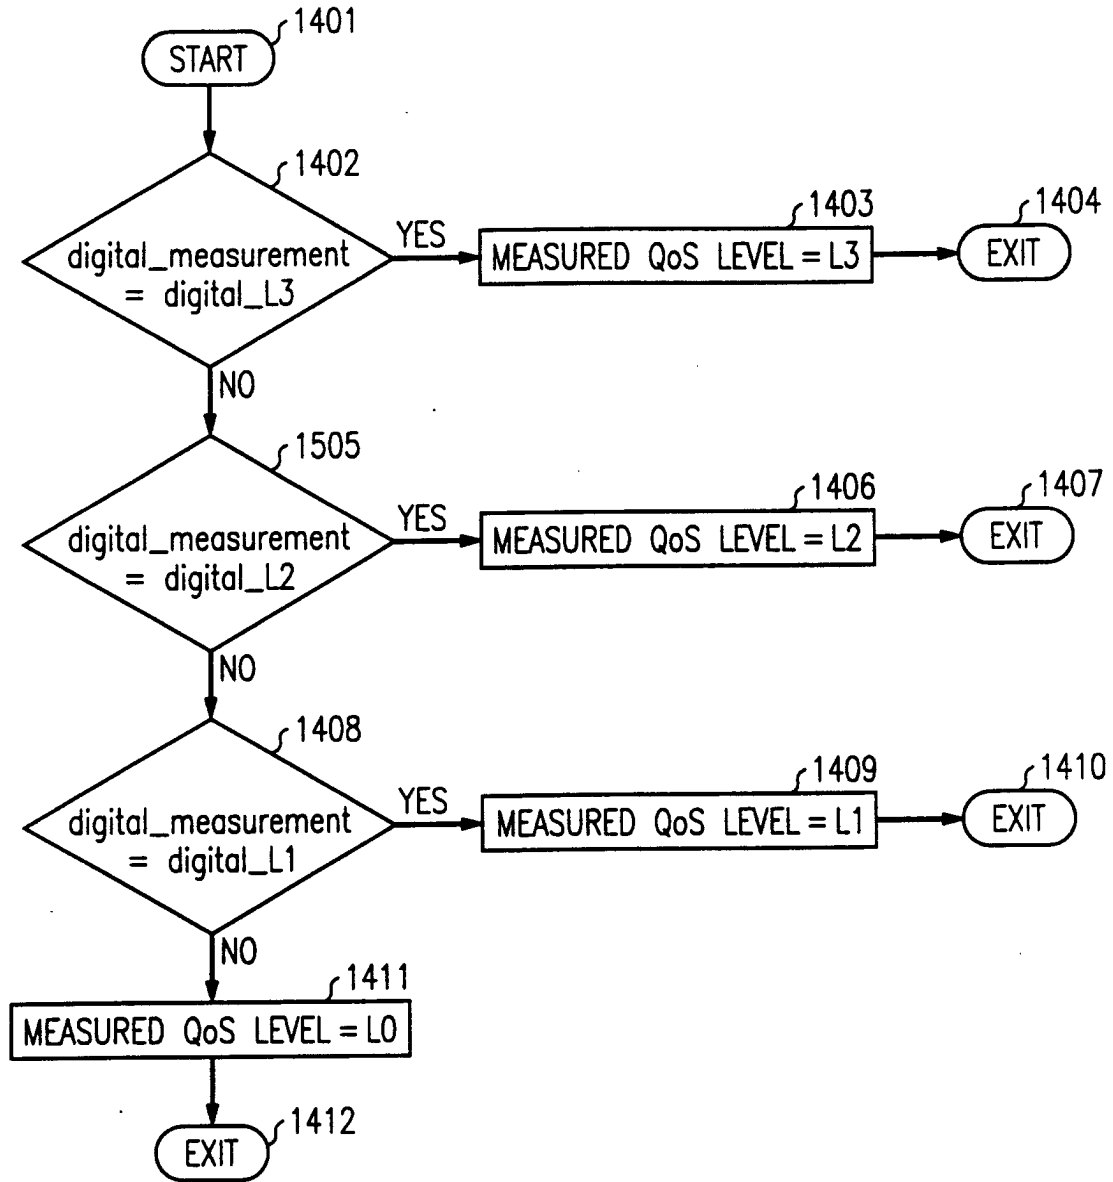 1401
START
1402
digital_measurement
= digital_L3
YES
1403
MEASURED QoS LEVEL = L3
1404
EXIT
NO
1505
digital_measurement
= digital_L2
YES
1406
MEASURED QoS LEVEL = L2
1407
EXIT
NO
1408
digital_measurement
= digital_L1
YES
1409
MEASURED QoS LEVEL = L1
1410
EXIT
NO
1411
MEASURED QoS LEVEL = L0
1412
EXIT